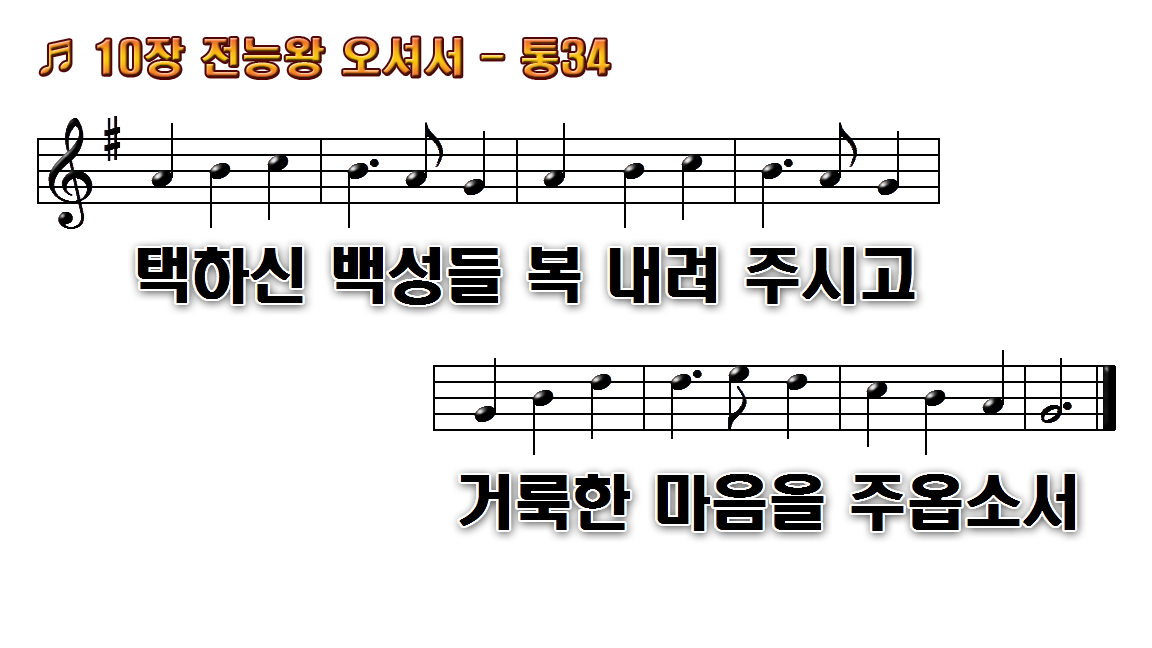 ♬ 10장 전능왕 오셔서 - 통34
택하신 백성들 복 내려 주시고
거룩한 마음을 주옵소서